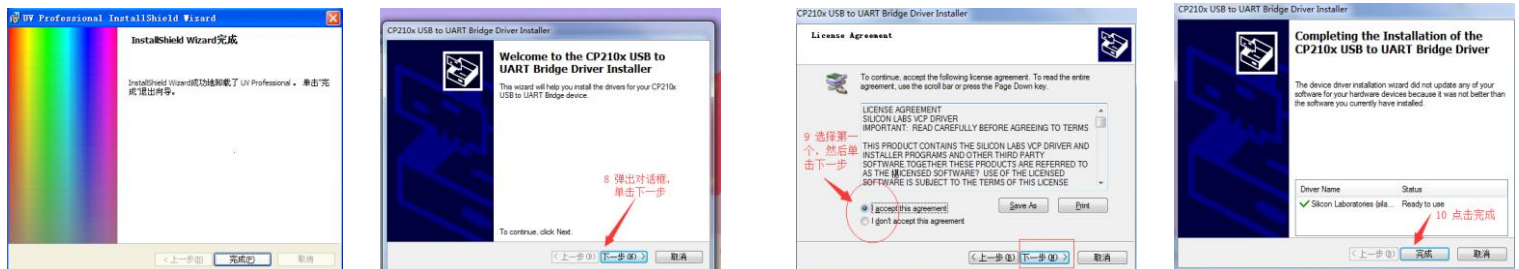 UV Professional InstallShield Wizard
InstallShield Wizard完成
InstallShield Wizard成功地卸载了 UV Professional 。 单击“完
成”退出向导。
<上一步(B)
完成(F)
取消
CP210x USB to UART Bridge Driver Installer
Welcome to the CP210x USB to
UART Bridge Driver Installer
This wizard will help you install the drivers for your CP210x
USB to UART Bridge device.
8 弹出对话框,
单击下一步
To continue, click Next.
<上一步(B)
下一步(N) >
取消
CP210x USB to UART Bridge Driver Installer
License Agreement
To continue, accept the following license agreement. To read the entire
agreement, use the scroll bar or press the Page Down key.
LICENSE AGREEMENT
SILICON LABS VCP DRIVER
IMPORTANT: READ CAREFULLY BEFORE AGREEING TO TERMS
THIS PRODUCT CONTAINS THE SILICON LABS VCP DRIVER AND
INSTALLER PROGRAMS AND OTHER THIRD PARTY
SOFTWARE.TOGETHER THESE PRODUCTS ARE REFERRED TO
AS THE LICENSED SOFTWARE? USE OF THE LICENSED
SOFTWARE IS SUBJECT TO THE TERMS OF THIS LICENSE
9 选择第一
个, 然后单
击下一步
I accept this agreement
Save As
Print
I don't accept this agreement
<上一步(B)
下一步(N) >
取消
CP210x USB to UART Bridge Driver Installer
Completing the Installation of the
CP210x USB to UART Bridge Driver
The device driver installation wizard did not update any of your
software for your hardware devices because it was not better than
the software you currently have installed.
Driver Name
Status
Silicon Laboratories (sila...
Ready to use
10 点击完成
<上一步(B)
完成
取消